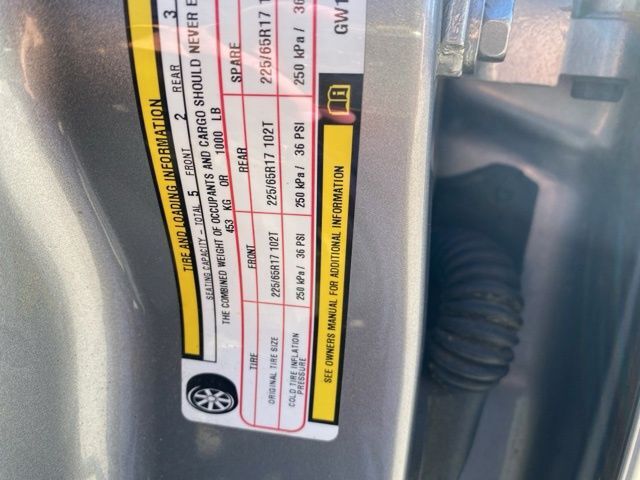 TIRE AND LOADING INFORMATION
SEATING CAPACITY – TOTAL 5 FRONT 2 REAR 3
THE COMBINED WEIGHT OF OCCUPANTS AND CARGO SHOULD NEVER E
453 KG OR 1000 LB
TIRE FRONT REAR SPARE
ORIGINAL TIRE SIZE 225/65R17 102T 225/65R17 102T 225/65R17 1
COLD TIRE INFLATION PRESSURE 250 kPa / 36 PSI 250 kPa / 36 PSI 250 kPa / 36
SEE OWNERS MANUAL FOR ADDITIONAL INFORMATION
GW1